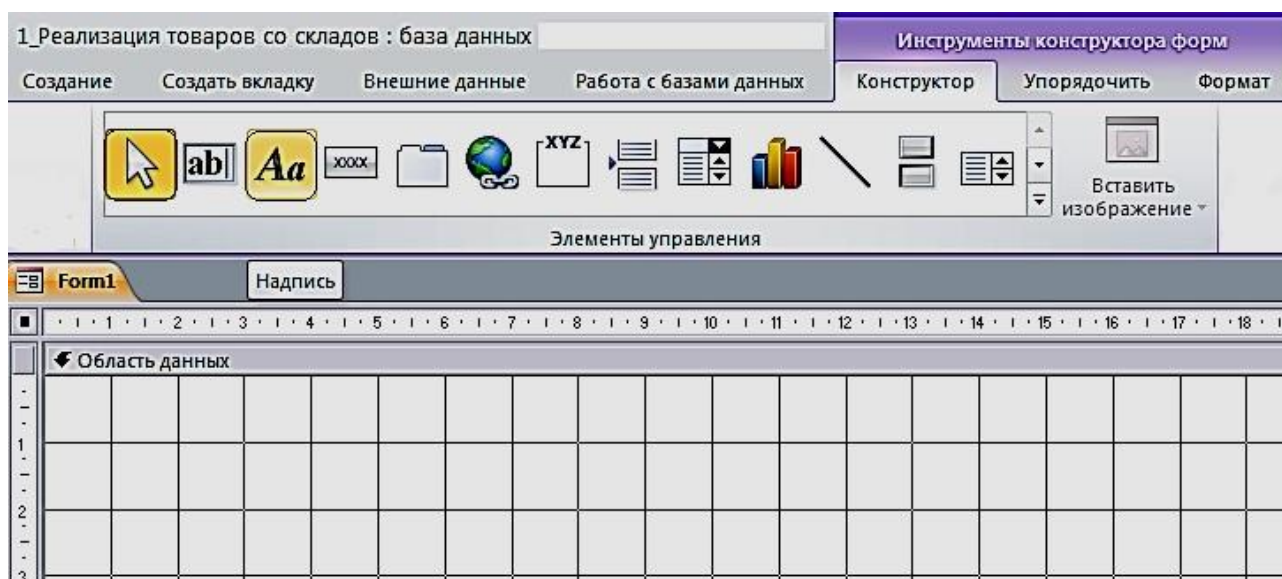 1_Реализация товаров со складов : база данных
Инструменты конструктора форм
Создание Создать вкладку Внешние данные Работа с базами данных Конструктор Упорядочить Формат
ab Aa XXXX XYZ
Вставить изображение
Элементы управления
Form1
Надпись
1 2 3 4 5 6 7 8 9 10 11 12 13 14 15 16 17 18
Область данных
1
2
3